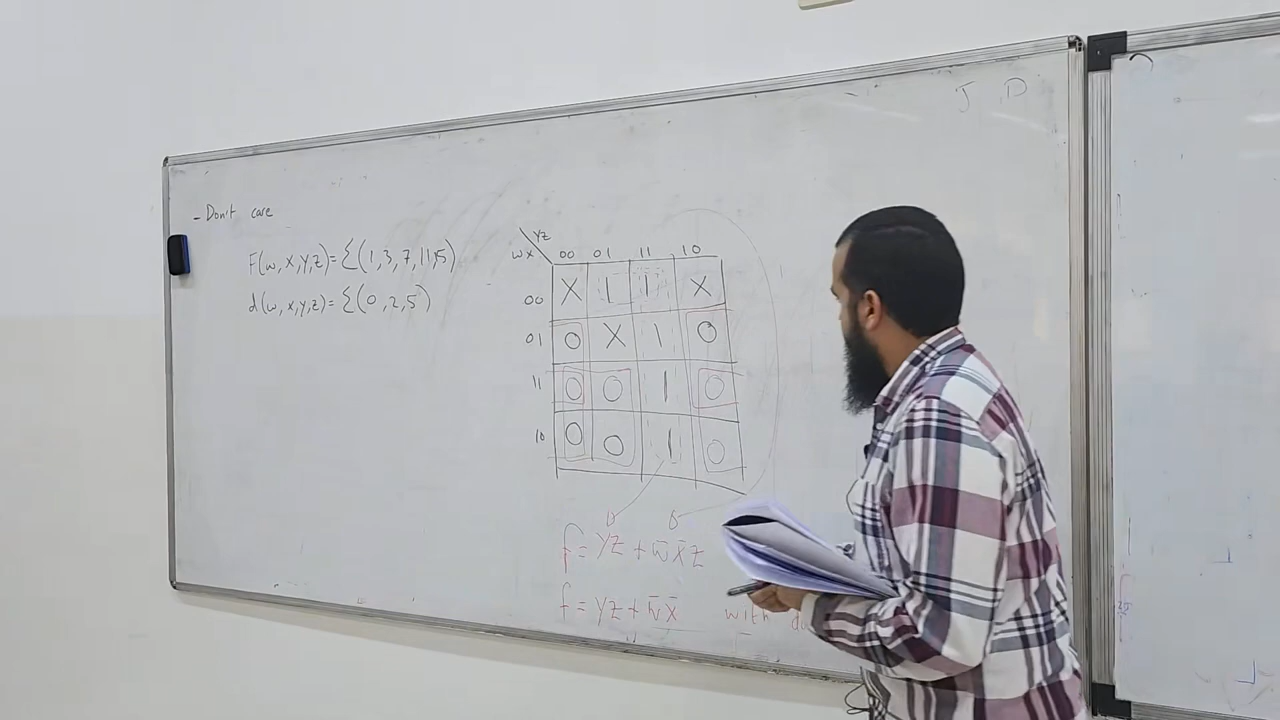 J D
- Don't care
F(w,x,y,z)=Σ(1,3,7,11,15)
d(w,x,y,z)=Σ(0,2,5)
yz
wx 00 01 11 10
00 X 1 1 X
01 0 X 1 0
11 0 0 1 0
10 0 0 1 0
f = yz + w̅ x̅ z
f = yz + w̅ x̅ with